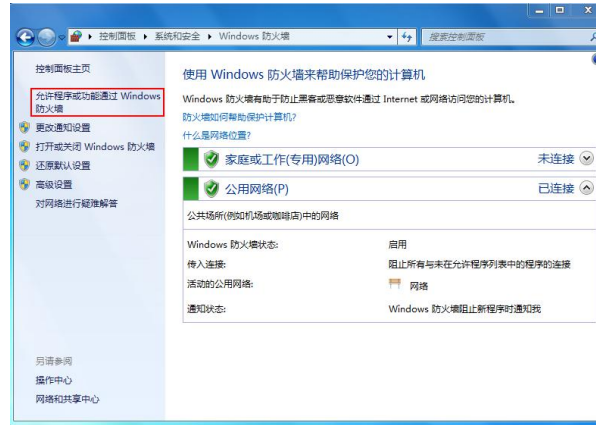 控制面板 ▸ 系统和安全 ▸ Windows 防火墙
搜索控制面板
控制面板主页
允许程序或功能通过 Windows
防火墙
更改通知设置
打开或关闭 Windows 防火墙
还原默认设置
高级设置
对网络进行疑难解答
另请参阅
操作中心
网络和共享中心
使用 Windows 防火墙来帮助保护您的计算机
Windows 防火墙有助于防止黑客或恶意软件通过 Internet 或网络访问您的计算机。
防火墙如何帮助保护计算机?
什么是网络位置?
家庭或工作(专用)网络(O) 未连接
公用网络(P) 已连接
公共场所(例如机场或咖啡店)中的网络
Windows 防火墙状态: 启用
传入连接: 阻止所有与未在允许程序列表中的程序的连接
活动的公用网络: 网络
通知状态: Windows 防火墙阻止新程序时通知我